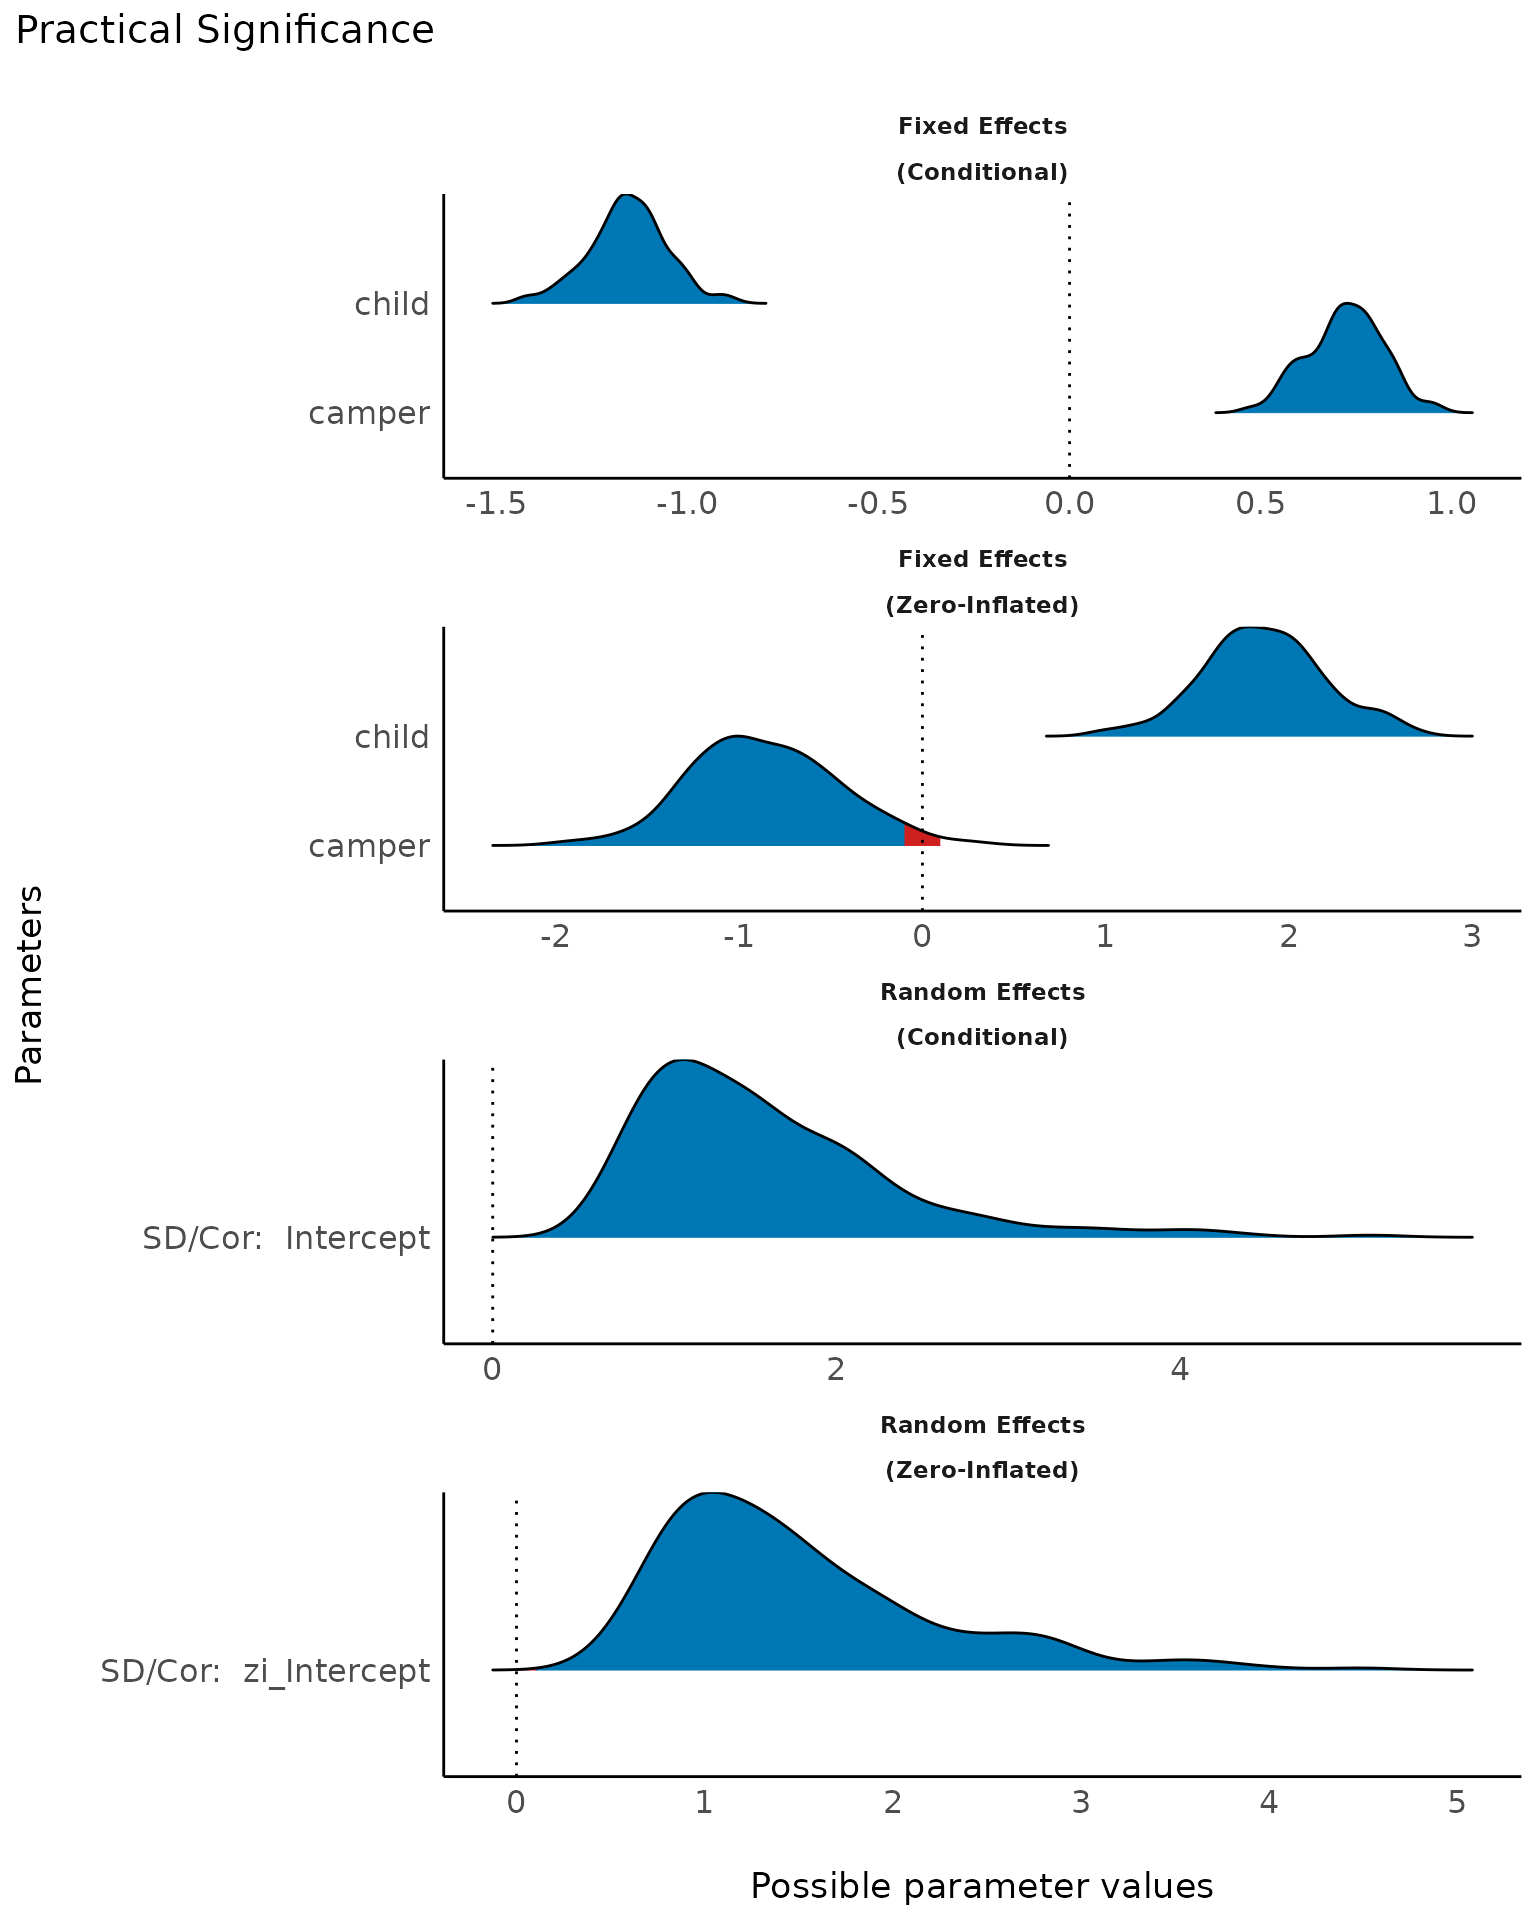 Practical Significance
Fixed Effects
(Conditional)
child
camper
-1.5 -1.0 -0.5 0.0 0.5 1.0
Fixed Effects
(Zero-Inflated)
child
camper
-2 -1 0 1 2 3
Parameters
Random Effects
(Conditional)
SD/Cor: Intercept
0 2 4
Random Effects
(Zero-Inflated)
SD/Cor: zi_Intercept
0 1 2 3 4 5
Possible parameter values